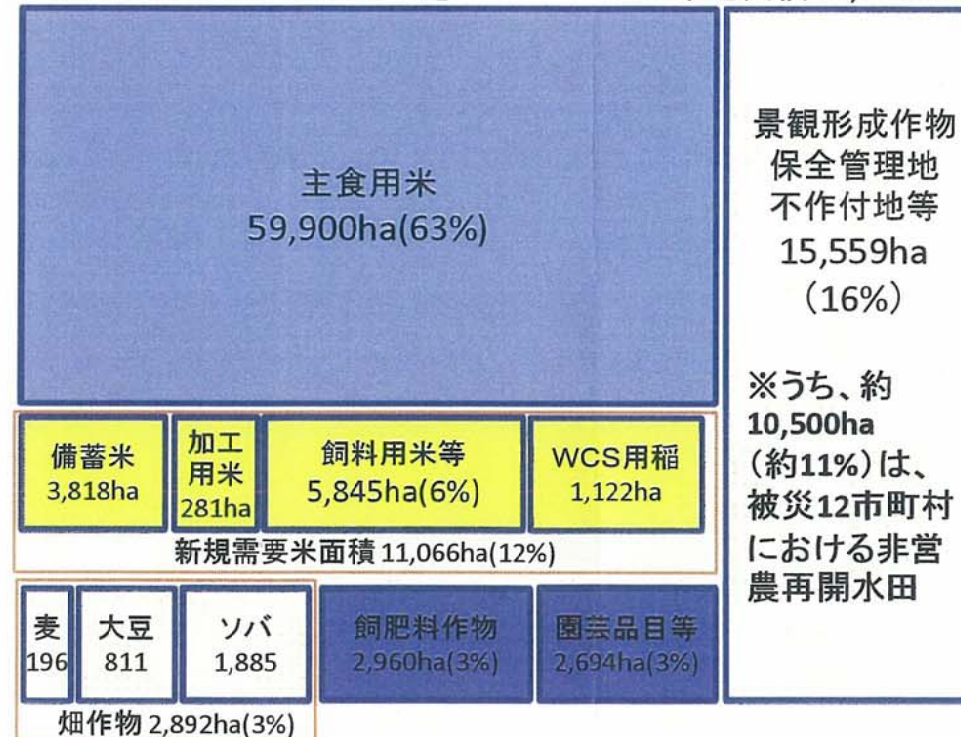 主食用米
59,900ha(63%)
景観形成作物
保全管理地
不作付地等
15,559ha
(16%)
※うち、約
10,500ha
(約11%)は、
被災12市町村
における非営
農再開水田
備蓄米
3,818ha
加工
用米
281ha
飼料用米等
5,845ha(6%)
WCS用稲
1,122ha
新規需要米面積 11,066ha(12%)
麦
196
大豆
811
ソバ
1,885
飼肥料作物
2,960ha(3%)
園芸品目等
2,694ha(3%)
畑作物 2,892ha(3%)